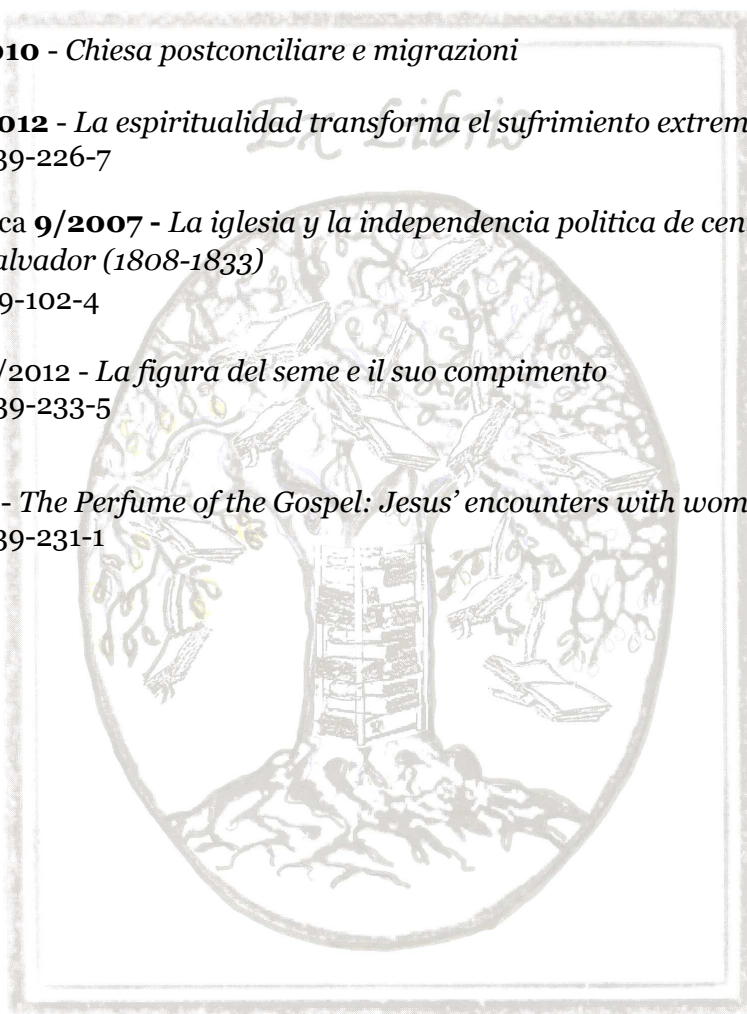 010 - Chiesa postconciliare e migrazioni
Ex Libris
012 - La espiritualidad transforma el sufrimiento extrem
39-226-7
ca 9/2007 - La iglesia y la independencia politica de cen
alvador (1808-1833)
9-102-4
/2012 - La figura del seme e il suo compimento
39-233-5
- The Perfume of the Gospel: Jesus’ encounters with wom
39-231-1